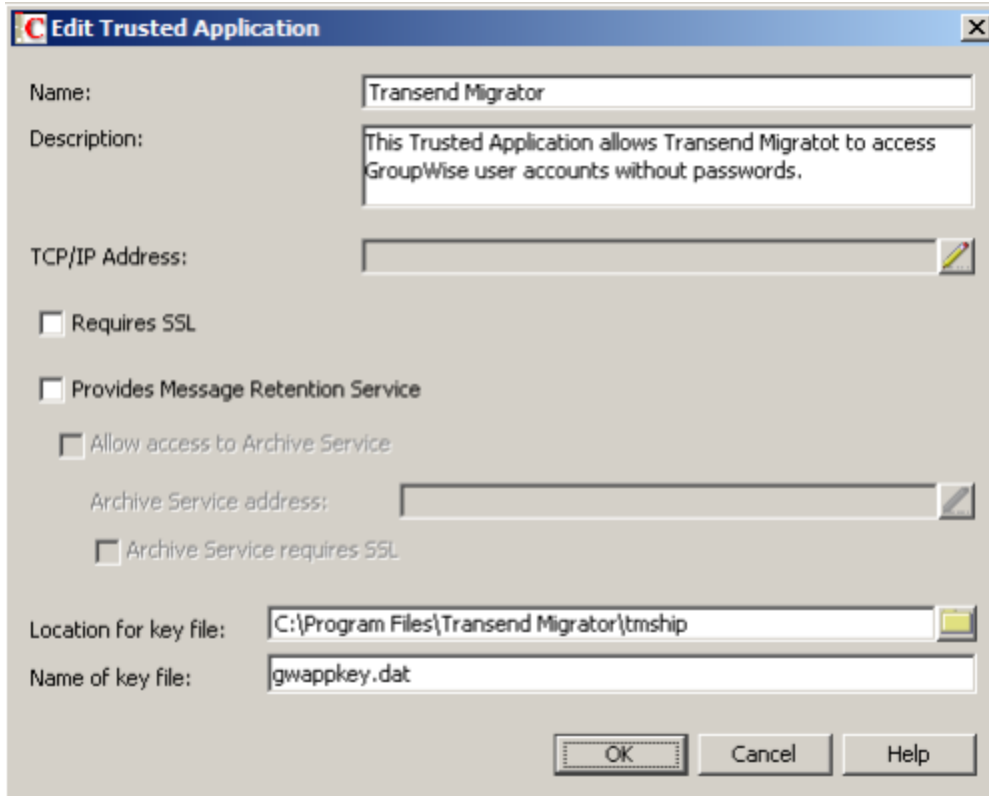 Edit Trusted Application
Name: Transend Migrator
Description: This Trusted Application allows Transend Migratot to access
GroupWise user accounts without passwords.
TCP/IP Address:
Requires SSL
Provides Message Retention Service
Allow access to Archive Service
Archive Service address:
Archive Service requires SSL
Location for key file: C:\Program Files\Transend Migrator\tmship
Name of key file: gwappkey.dat
OK Cancel Help